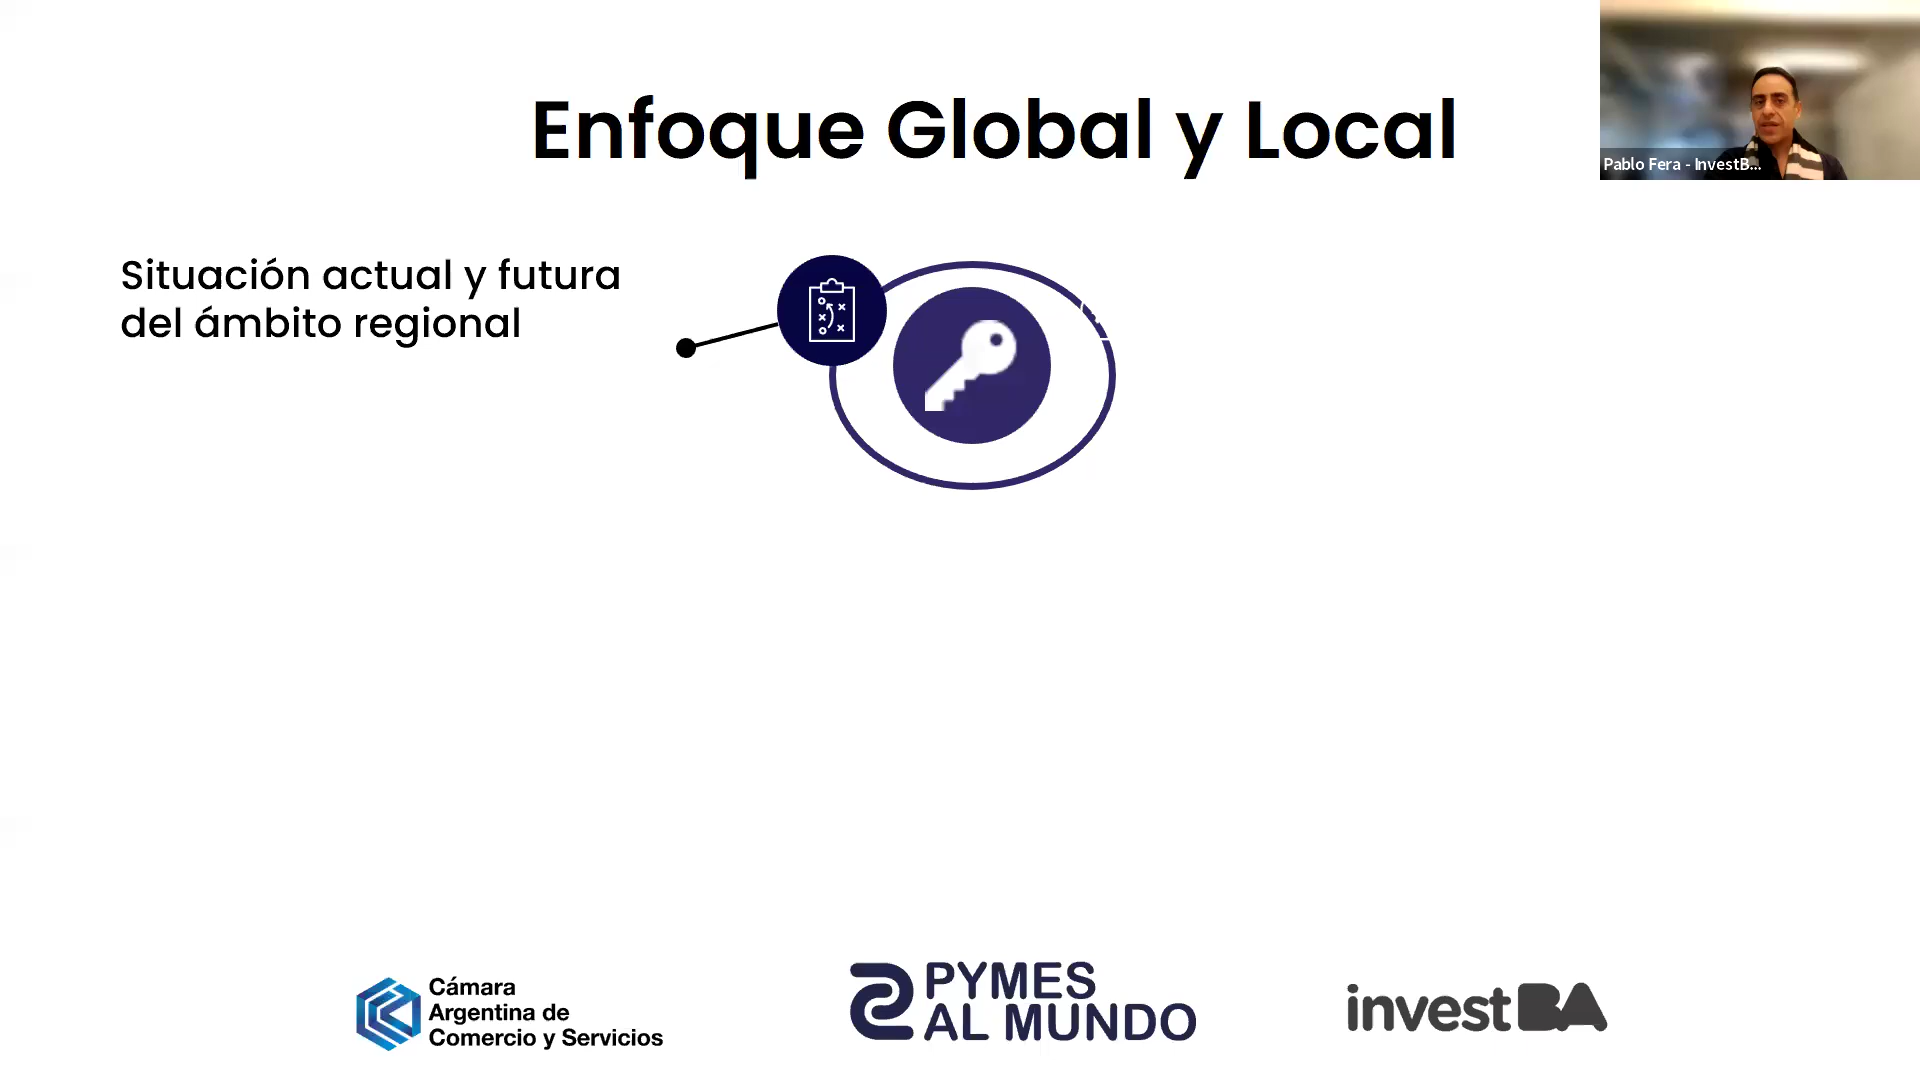 Enfoque Global y Local
Pablo Fera - InvestB...
Situación actual y futura
del ámbito regional
Cámara
Argentina de
Comercio y Servicios
PYMES
AL MUNDO
investBA